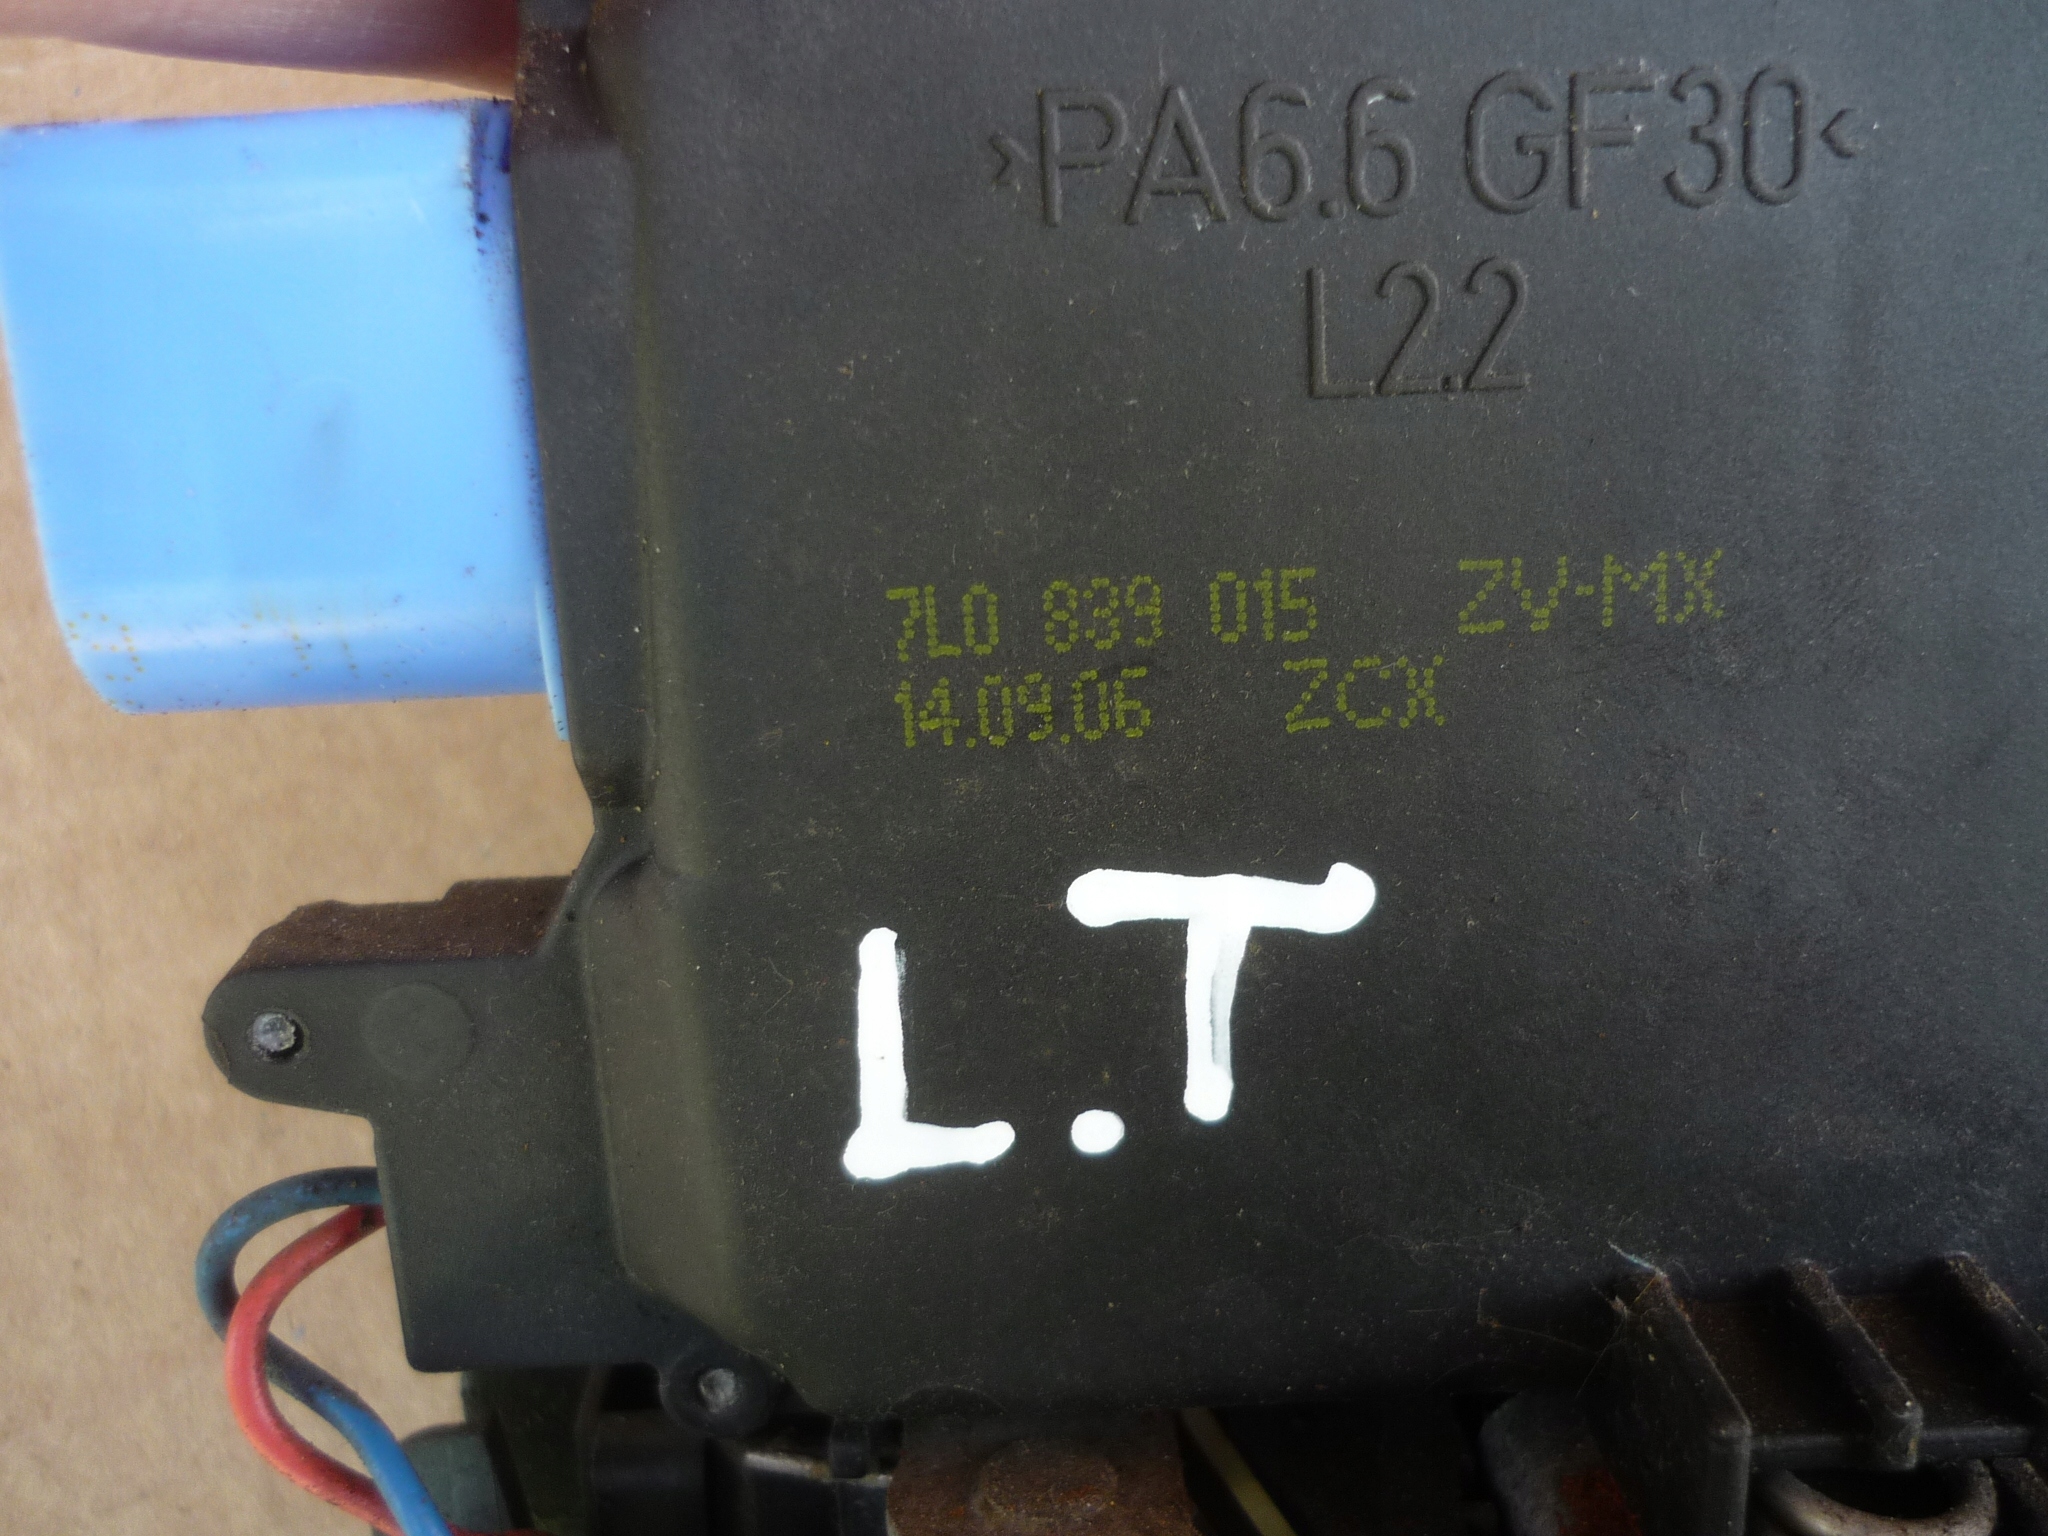 >PA6.6 GF30<
L2.2
7L0 839 015 ZV-MX
14.09.06 ZCX
L.T